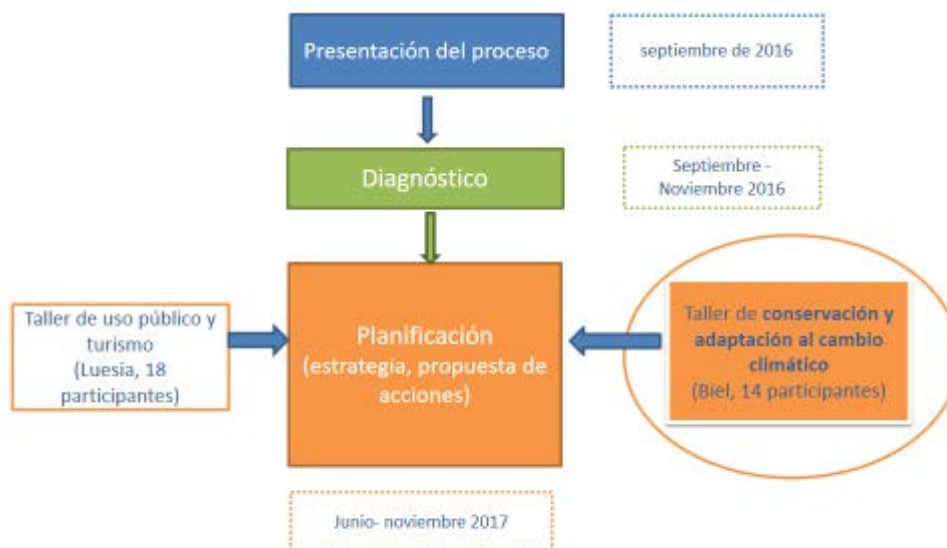 Presentación del proceso
septiembre de 2016
Diagnóstico
Septiembre -
Noviembre 2016
Taller de uso público y
turismo
(Luesia, 18
participantes)
Planificación
(estrategia, propuesta de
acciones)
Taller de conservación y
adaptación al cambio
climático
(Biel, 14 participantes)
Junio- noviembre 2017